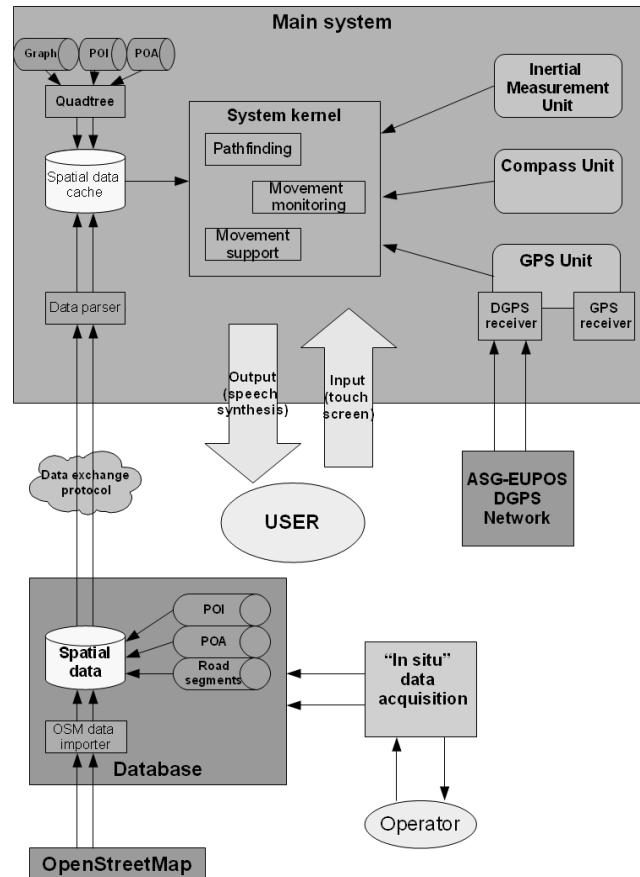 Main system
Graph
POI
POA
Quadtree
Spatial data
cache
Data parser
System kernel
Pathfinding
Movement
monitoring
Movement
support
Inertial
Measurement
Unit
Compass Unit
GPS Unit
DGPS
receiver
GPS
receiver
Output
(speech
synthesis)
Input
(touch
screen)
Data exchange
protocol
USER
ASG-EUPOS
DGPS
Network
POI
POA
Road
segments
Spatial
data
OSM data
importer
Database
“In situ”
data
acquisition
Operator
OpenStreetMap